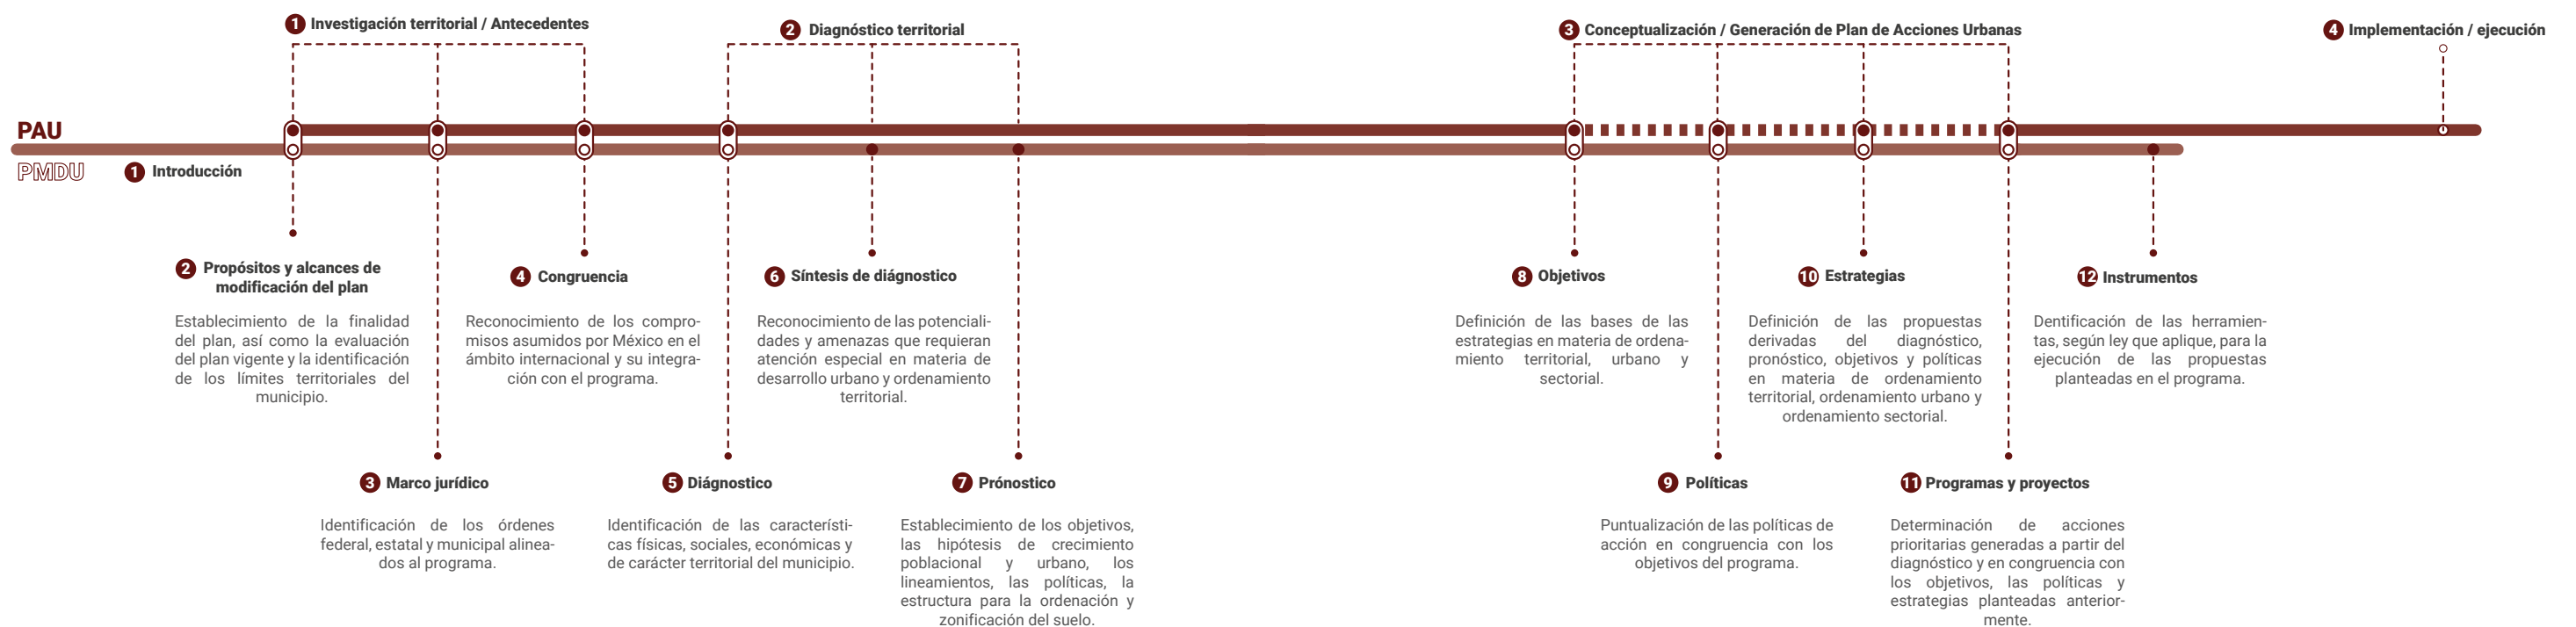 1 Investigación territorial / Antecedentes
2 Diagnóstico territorial
3 Conceptualización / Generación de Plan de Acciones Urbanas
4 Implementación / ejecución
PAU
PMDU
1 Introducción
2 Propósitos y alcances de
modificación del plan
Establecimiento de la finalidad
del plan, así como la evaluación
del plan vigente y la identificación
de los límites territoriales del
municipio.
4 Congruencia
Reconocimiento de los compro-
misos asumidos por México en el
ámbito internacional y su integra-
ción con el programa.
6 Síntesis de diágnostico
Reconocimiento de las potenciali-
dades y amenazas que requieran
atención especial en materia de
desarrollo urbano y ordenamiento
territorial.
8 Objetivos
Definición de las bases de las
estrategias en materia de ordena-
miento territorial, urbano y
sectorial.
10 Estrategias
Definición de las propuestas
derivadas del diagnóstico,
pronóstico, objetivos y políticas
en materia de ordenamiento
territorial, ordenamiento urbano y
ordenamiento sectorial.
12 Instrumentos
Dentificación de las herramien-
tas, según ley que aplique, para la
ejecución de las propuestas
planteadas en el programa.
3 Marco jurídico
Identificación de los órdenes
federal, estatal y municipal alinea-
dos al programa.
5 Diágnostico
Identificación de las característi-
cas físicas, sociales, económicas y
de carácter territorial del municipio.
7 Prónostico
Establecimiento de los objetivos,
las hipótesis de crecimiento
poblacional y urbano, los
lineamientos, las políticas, la
estructura para la ordenación y
zonificación del suelo.
9 Políticas
Puntualización de las políticas de
acción en congruencia con los
objetivos del programa.
11 Programas y proyectos
Determinación de acciones
prioritarias generadas a partir del
diagnóstico y en congruencia con
los objetivos, las políticas y
estrategias planteadas anterior-
mente.